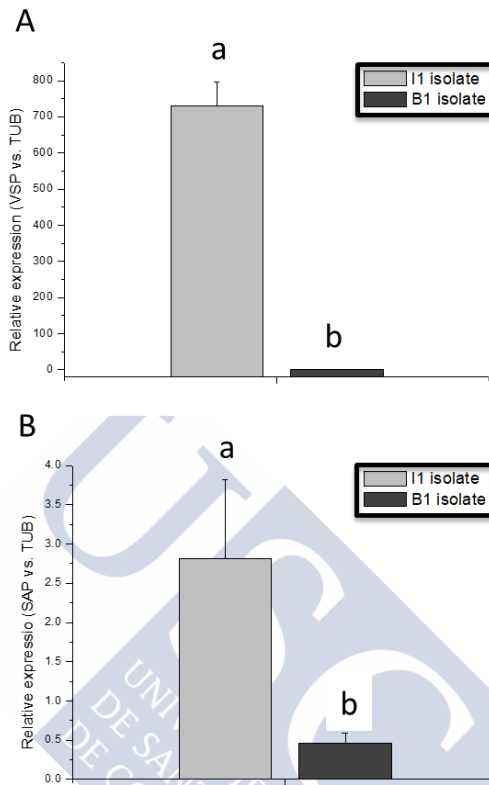 A
a
800
700
600
500
400
300
200
100
0
Relative expression (VSP vs. TUB)
I1 isolate
B1 isolate
b
B
a
4.0
3.5
3.0
2.5
2.0
1.5
1.0
0.5
0.0
Relative expressio (SAP vs. TUB)
I1 isolate
B1 isolate
b
USC
DE